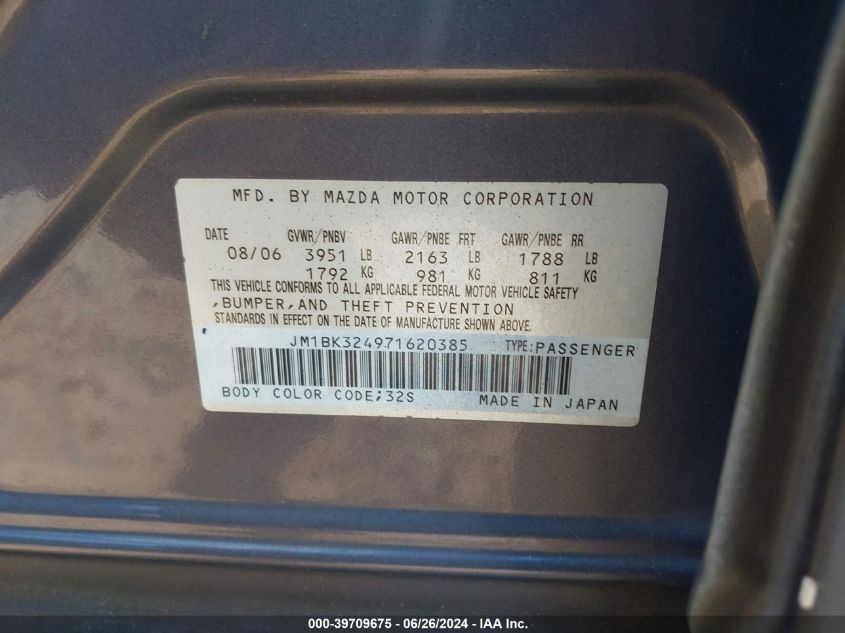 MFD. BY MAZDA MOTOR CORPORATION
DATE GVWR/PNBV GAWR/PNBE FRT GAWR/PNBE RR
08/06 3951 LB 2163 LB 1788 LB
1792 KG 981 KG 811 KG
THIS VEHICLE CONFORMS TO ALL APPLICABLE FEDERAL MOTOR VEHICLE SAFETY
,BUMPER,AND THEFT PREVENTION
STANDARDS IN EFFECT ON THE DATE OF MANUFACTURE SHOWN ABOVE.
JM1BK324971620385 TYPE:PASSENGER
BODY COLOR CODE;32S MADE IN JAPAN
000-39709675 - 06/26/2024 - IAA Inc.